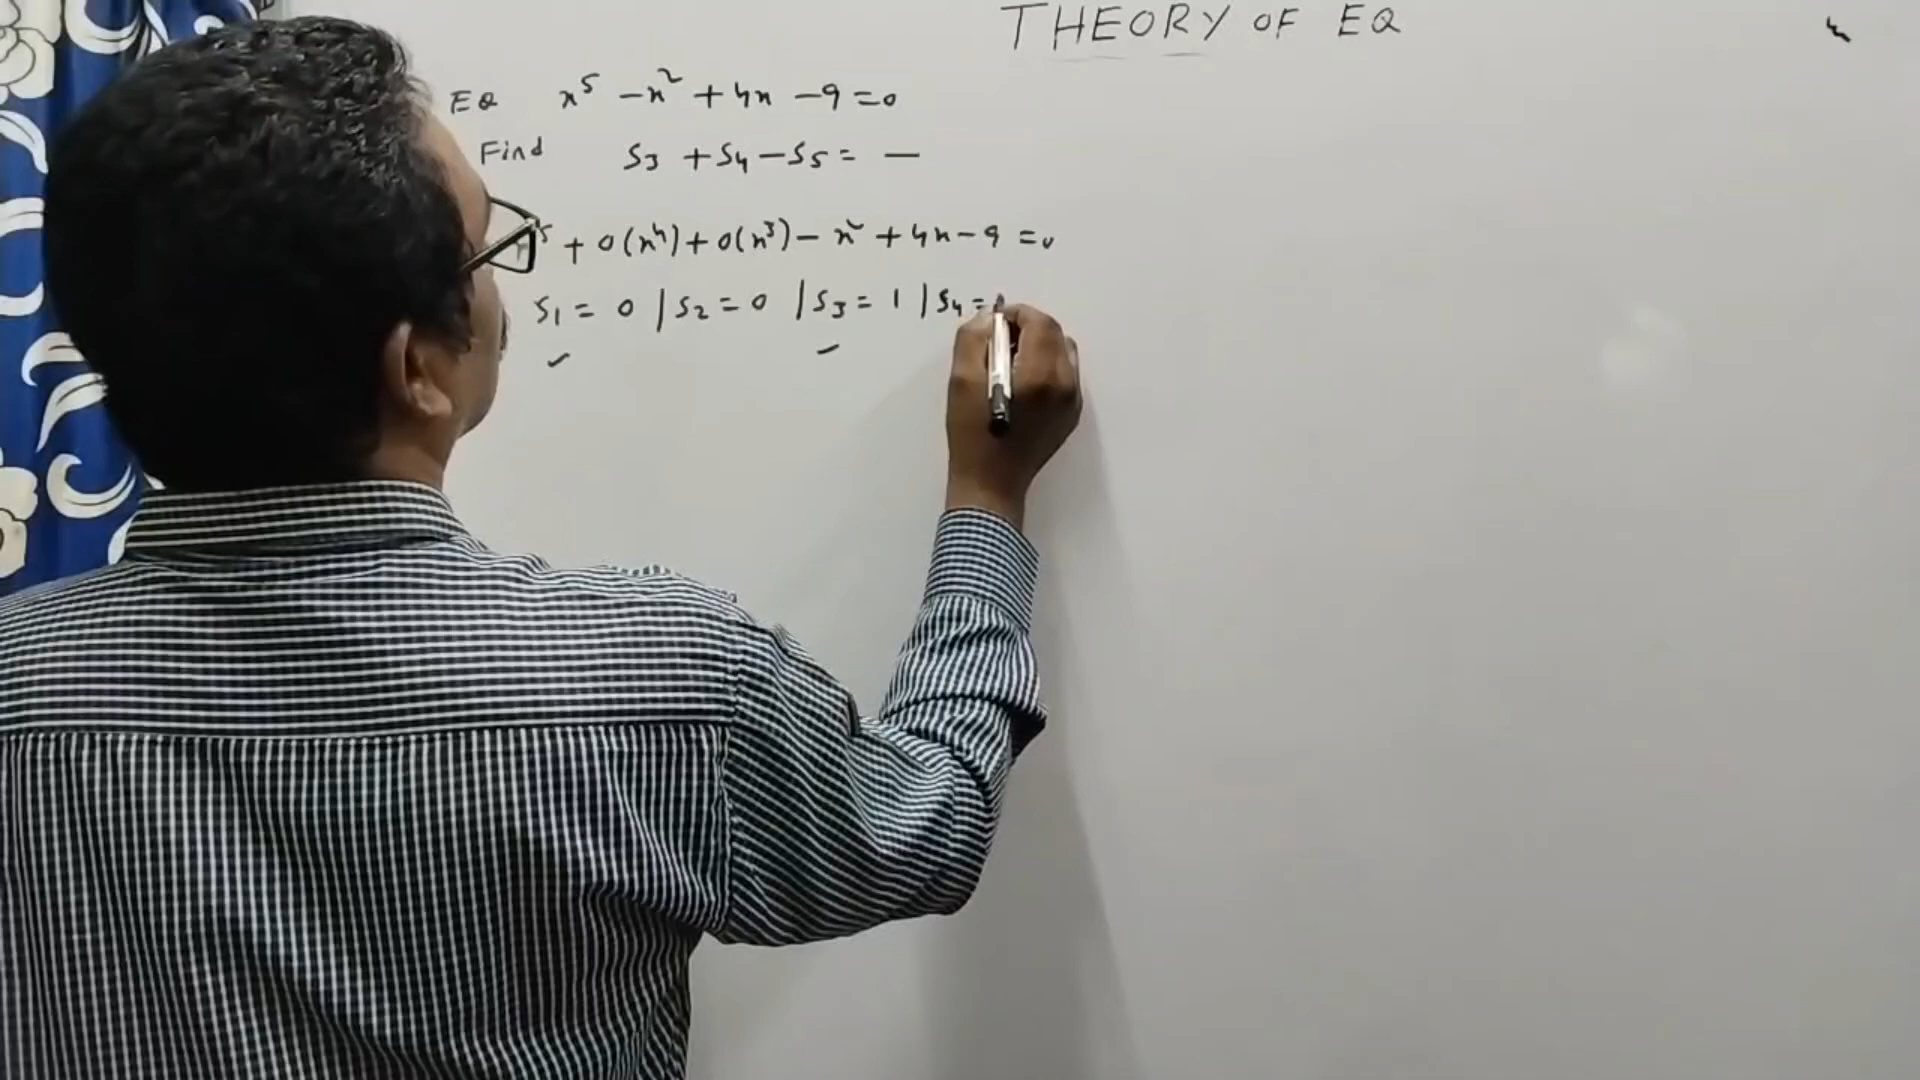 THEORY OF EQ
EQ x⁵ - x² + 4x - 9 = 0
Find S₃ + S₄ - S₅ = —
x⁵ + 0(x⁴) + 0(x³) - x² + 4x - 9 = 0
S₁ = 0 | S₂ = 0 | S₃ = 1 | S₄ =